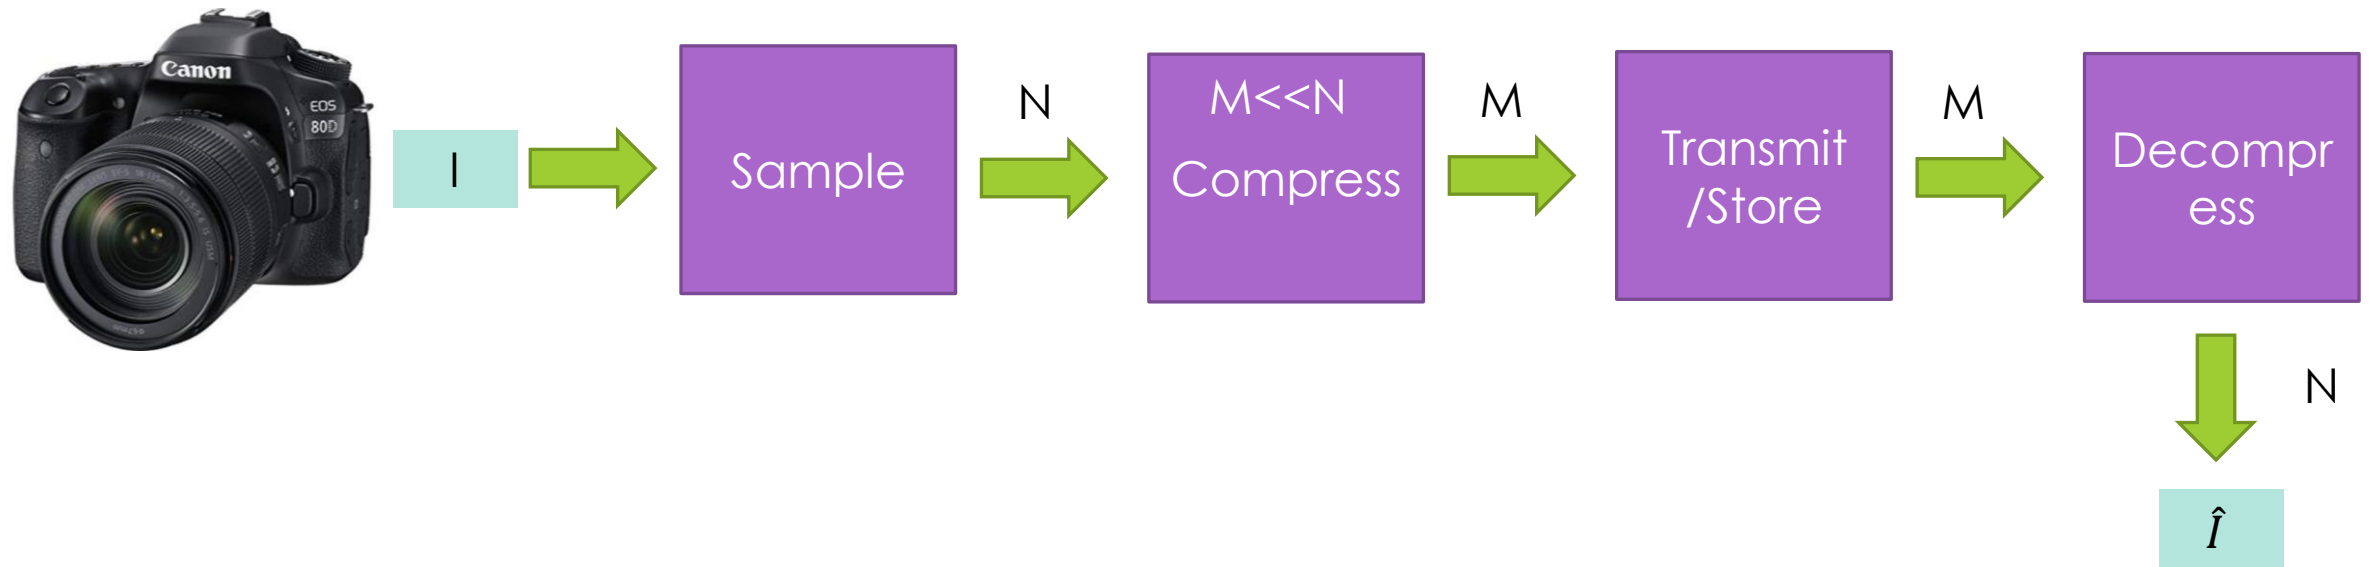 Canon
EOS
80D
I
Sample
N
M<<N
Compress
M
Transmit
/Store
M
Decompr
ess
N
Î